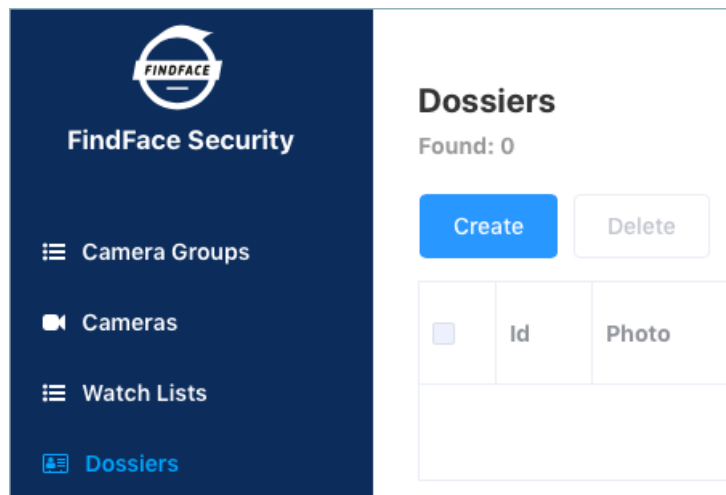 FINDFACE
FindFace Security
Camera Groups
Cameras
Watch Lists
Dossiers
Dossiers
Found: 0
Create Delete
Id Photo